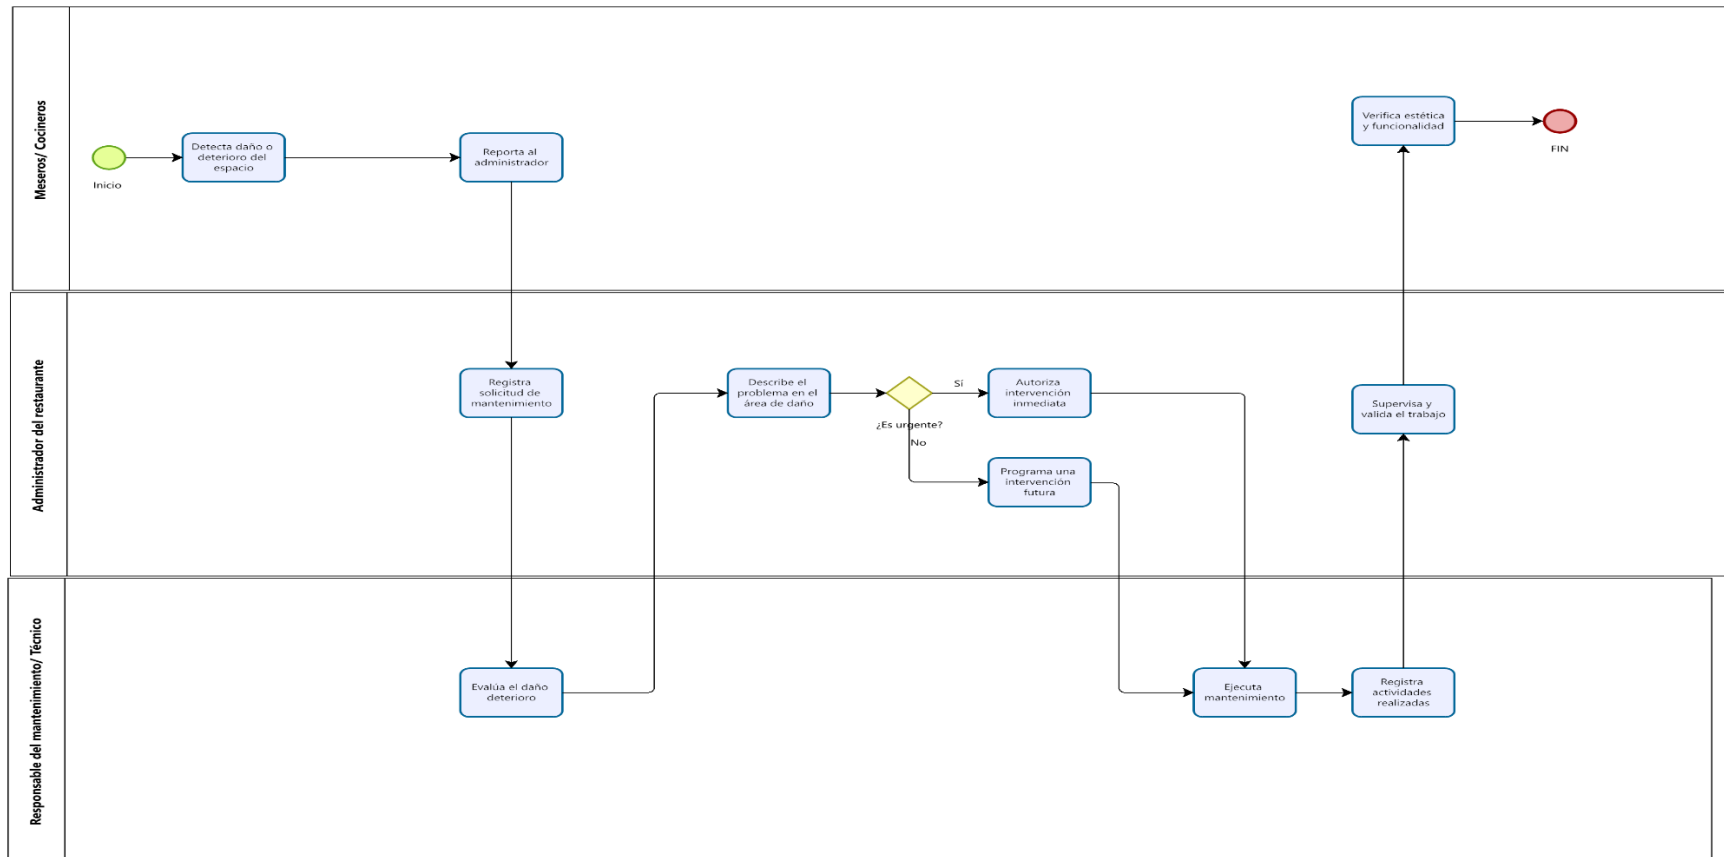 Meseros/ Cocineros
Inicio
Detecta daño o
deterioro del
espacio
Reporta al
administrador
Verifica estética
y funcionalidad
FIN
Administrador del restaurante
Registra
solicitud de
mantenimiento
Describe el
problema en el
área de daño
¿Es urgente?
Sí
No
Autoriza
intervención
inmediata
Programa una
intervención
futura
Supervisa y
valida el trabajo
Responsable del mantenimiento/ Técnico
Evalúa el daño
deterioro
Ejecuta
mantenimiento
Registra
actividades
realizadas